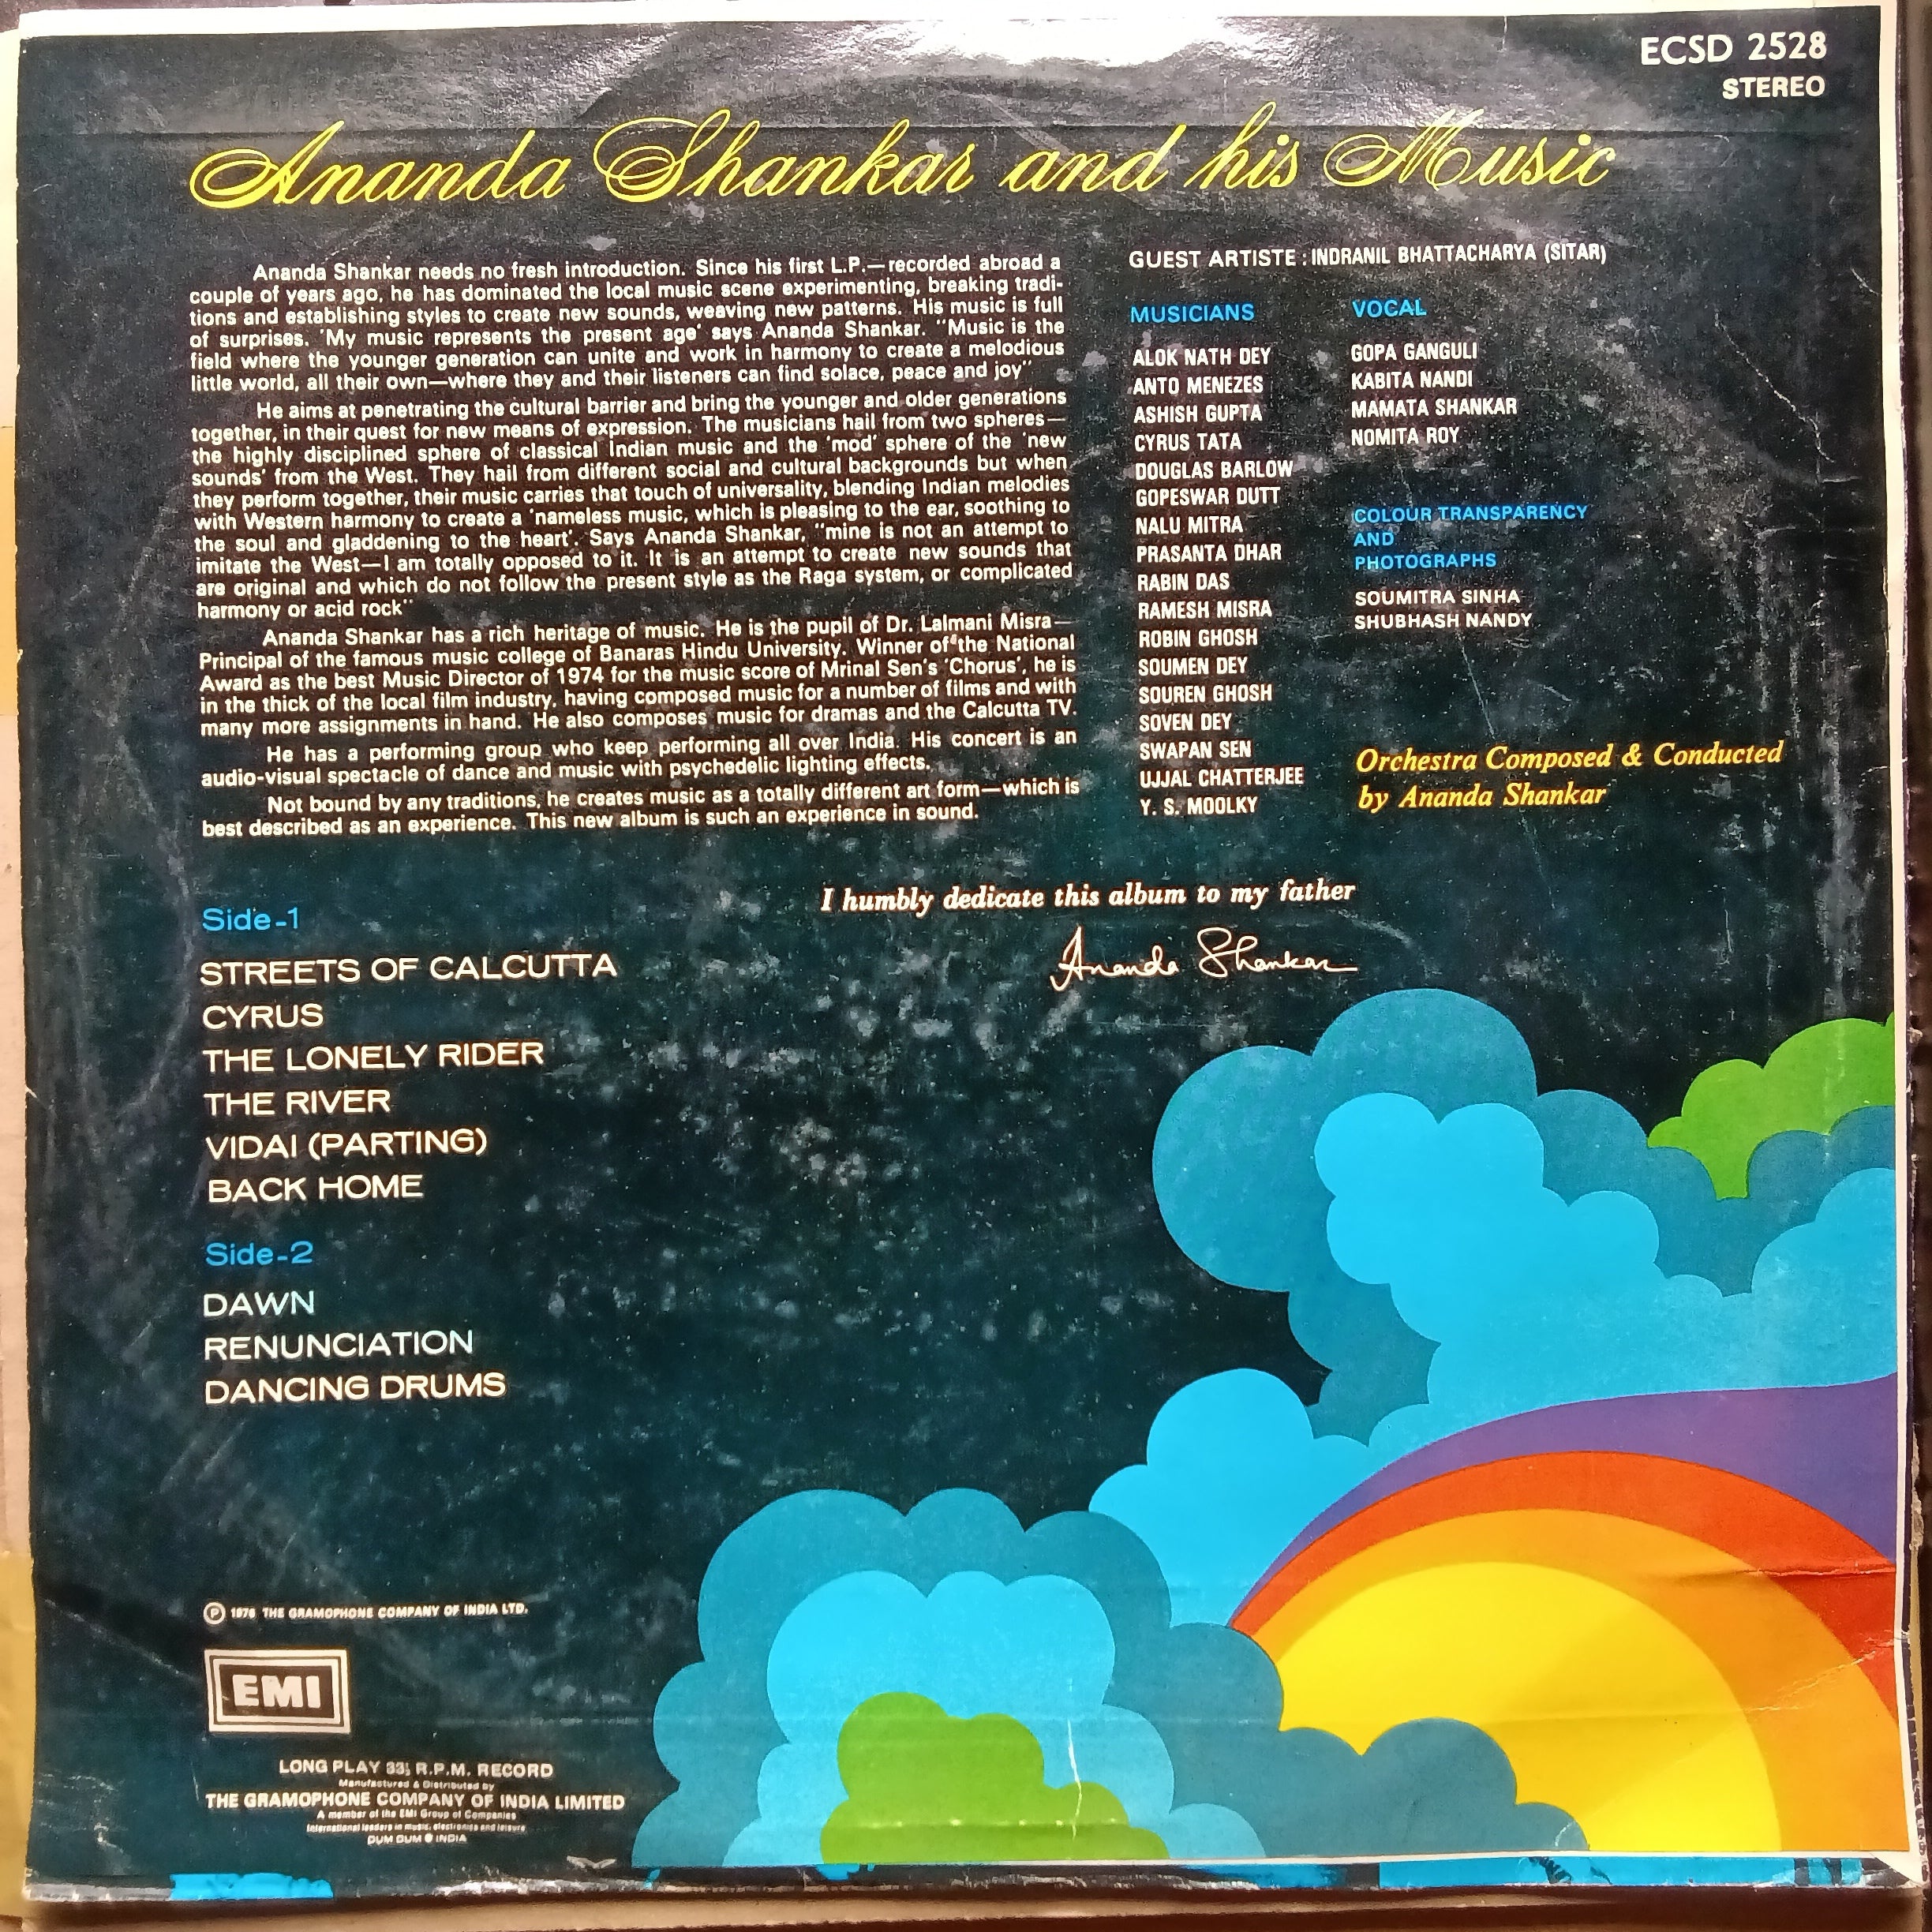 ECSD 2528
STEREO
Ananda Shankar and his Music
Ananda Shankar needs no fresh introduction. Since his first L.P.—recorded abroad a
couple of years ago, he has dominated the local music scene experimenting, breaking tradi-
tions and establishing styles to create new sounds, weaving new patterns. His music is full
of surprises. 'My music represents the present age' says Ananda Shankar. "Music is the
field where the younger generation can unite and work in harmony to create a melodious
little world, all their own—where they and their listeners can find solace, peace and joy"
He aims at penetrating the cultural barrier and bring the younger and older generations
together, in their quest for new means of expression. The musicians hail from two spheres—
the highly disciplined sphere of classical Indian music and the 'mod' sphere of the 'new
sounds' from the West. They hail from different social and cultural backgrounds but when
they perform together, their music carries that touch of universality, blending Indian melodies
with Western harmony to create a 'nameless music, which is pleasing to the ear, soothing to
the soul and gladdening to the heart'. Says Ananda Shankar, "mine is not an attempt to
imitate the West—I am totally opposed to it. It is an attempt to create new sounds that
are original and which do not follow the present style as the Raga system, or complicated
harmony or acid rock"
Ananda Shankar has a rich heritage of music. He is the pupil of Dr. Lalmani Misra—
Principal of the famous music college of Banaras Hindu University. Winner of the National
Award as the best Music Director of 1974 for the music score of Mrinal Sen's 'Chorus', he is
in the thick of the local film industry, having composed music for a number of films and with
many more assignments in hand. He also composes music for dramas and the Calcutta TV.
He has a performing group who keep performing all over India. His concert is an
audio-visual spectacle of dance and music with psychedelic lighting effects.
Not bound by any traditions, he creates music as a totally different art form—which is
best described as an experience. This new album is such an experience in sound.
GUEST ARTISTE : INDRANIL BHATTACHARYA (SITAR)
MUSICIANS
ALOK NATH DEY
ANTO MENEZES
ASHISH GUPTA
CYRUS TATA
DOUGLAS BARLOW
GOPESWAR DUTT
NALU MITRA
PRASANTA DHAR
RABIN DAS
RAMESH MISRA
ROBIN GHOSH
SOUMEN DEY
SOUREN GHOSH
SOVEN DEY
SWAPAN SEN
UJJAL CHATTERJEE
Y. S. MOOLKY
VOCAL
GOPA GANGULI
KABITA NANDI
MAMATA SHANKAR
NOMITA ROY
COLOUR TRANSPARENCY
AND
PHOTOGRAPHS
SOUMITRA SINHA
SHUBHASH NANDY
Orchestra Composed & Conducted
by Ananda Shankar
I humbly dedicate this album to my father
Ananda Shankar
Side-1
STREETS OF CALCUTTA
CYRUS
THE LONELY RIDER
THE RIVER
VIDAI (PARTING)
BACK HOME
Side-2
DAWN
RENUNCIATION
DANCING DRUMS
Ⓟ 1976 THE GRAMOPHONE COMPANY OF INDIA LTD.
EMI
LONG PLAY 33⅓ R.P.M. RECORD
Manufactured & Distributed by
THE GRAMOPHONE COMPANY OF INDIA LIMITED
A member of the EMI Group of Companies
International leaders in music, electronics and leisure
DUM DUM ● INDIA